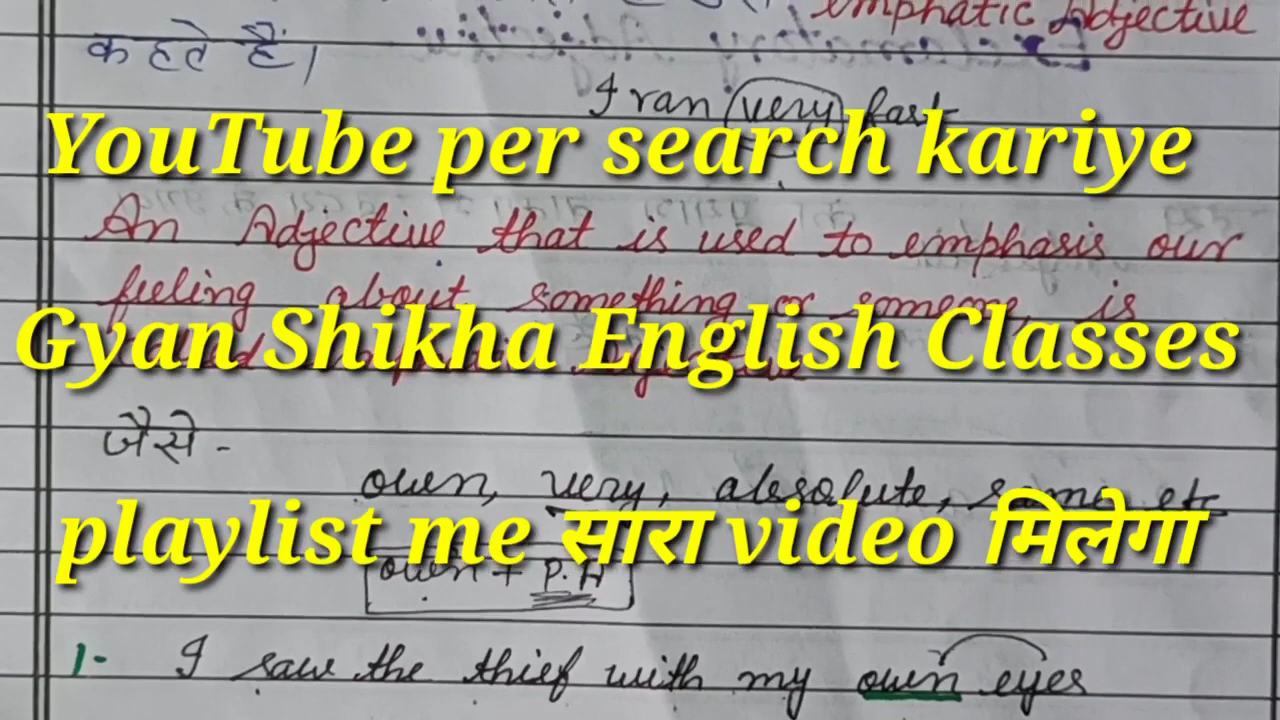 emphatic Adjective
कहते हैं।
I ran very fast
YouTube per search kariye
An Adjective that is used to emphasis our
feeling about something or someone, is
Gyan Shikha English Classes
जैसे -
own, very, absolute, same etc
playlist me सारा video मिलेगा
own + P.A
1- I saw the thief with my own eyes